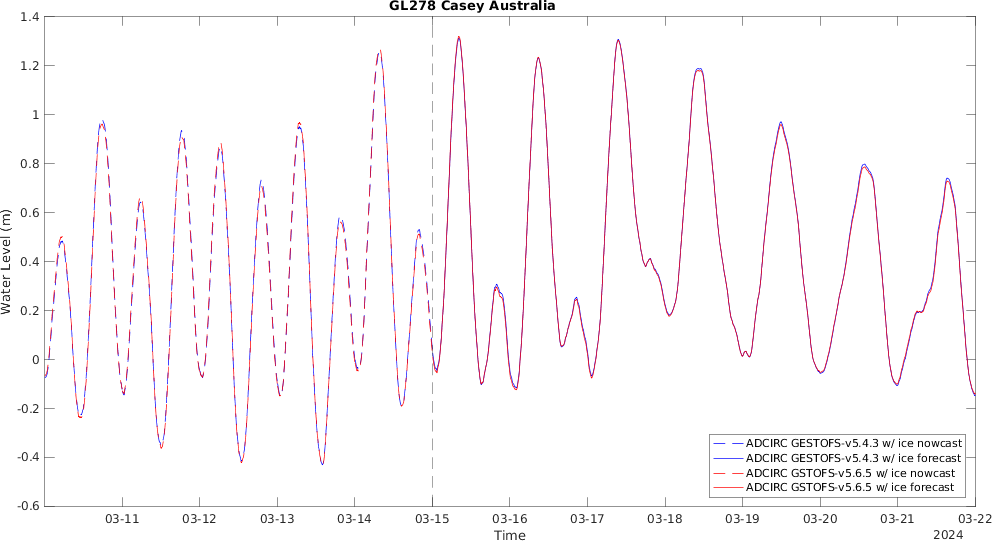 GL278 Casey Australia
1.4
1.2
1
0.8
0.6
0.4
0.2
0
-0.2
-0.4
-0.6
Water Level (m)
ADCIRC GESTOFS-v5.4.3 w/ ice nowcast
ADCIRC GESTOFS-v5.4.3 w/ ice forecast
ADCIRC GSTOFS-v5.6.5 w/ ice nowcast
ADCIRC GSTOFS-v5.6.5 w/ ice forecast
03-11 03-12 03-13 03-14 03-15 03-16 03-17 03-18 03-19 03-20 03-21 03-22
Time
2024